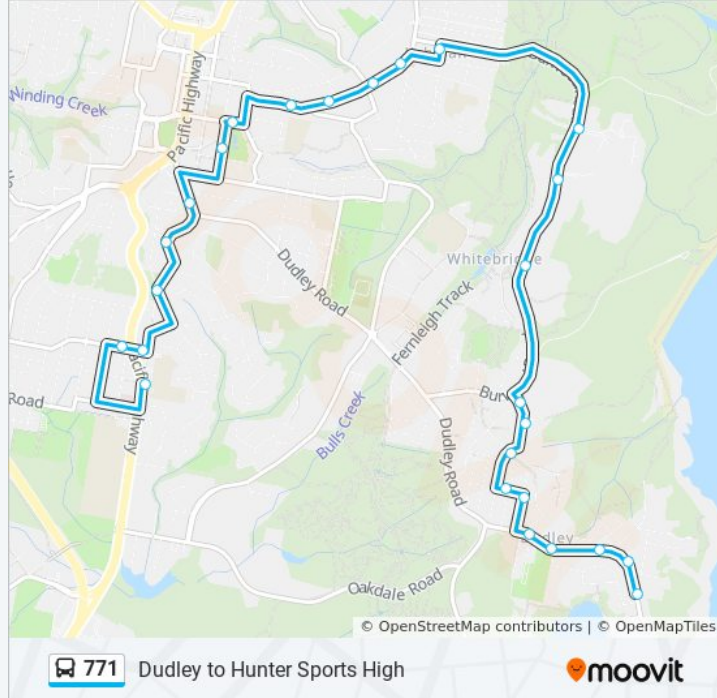 Winding Creek
Pacific Highway
Whitebridge
Dudley Road
Fernleigh Track
Road
Pacific Highway
Bulls Creek
Dudley Road
Dudley
Oakdale Road
© OpenStreetMap contributors | © OpenMapTiles
771 Dudley to Hunter Sports High
moovit